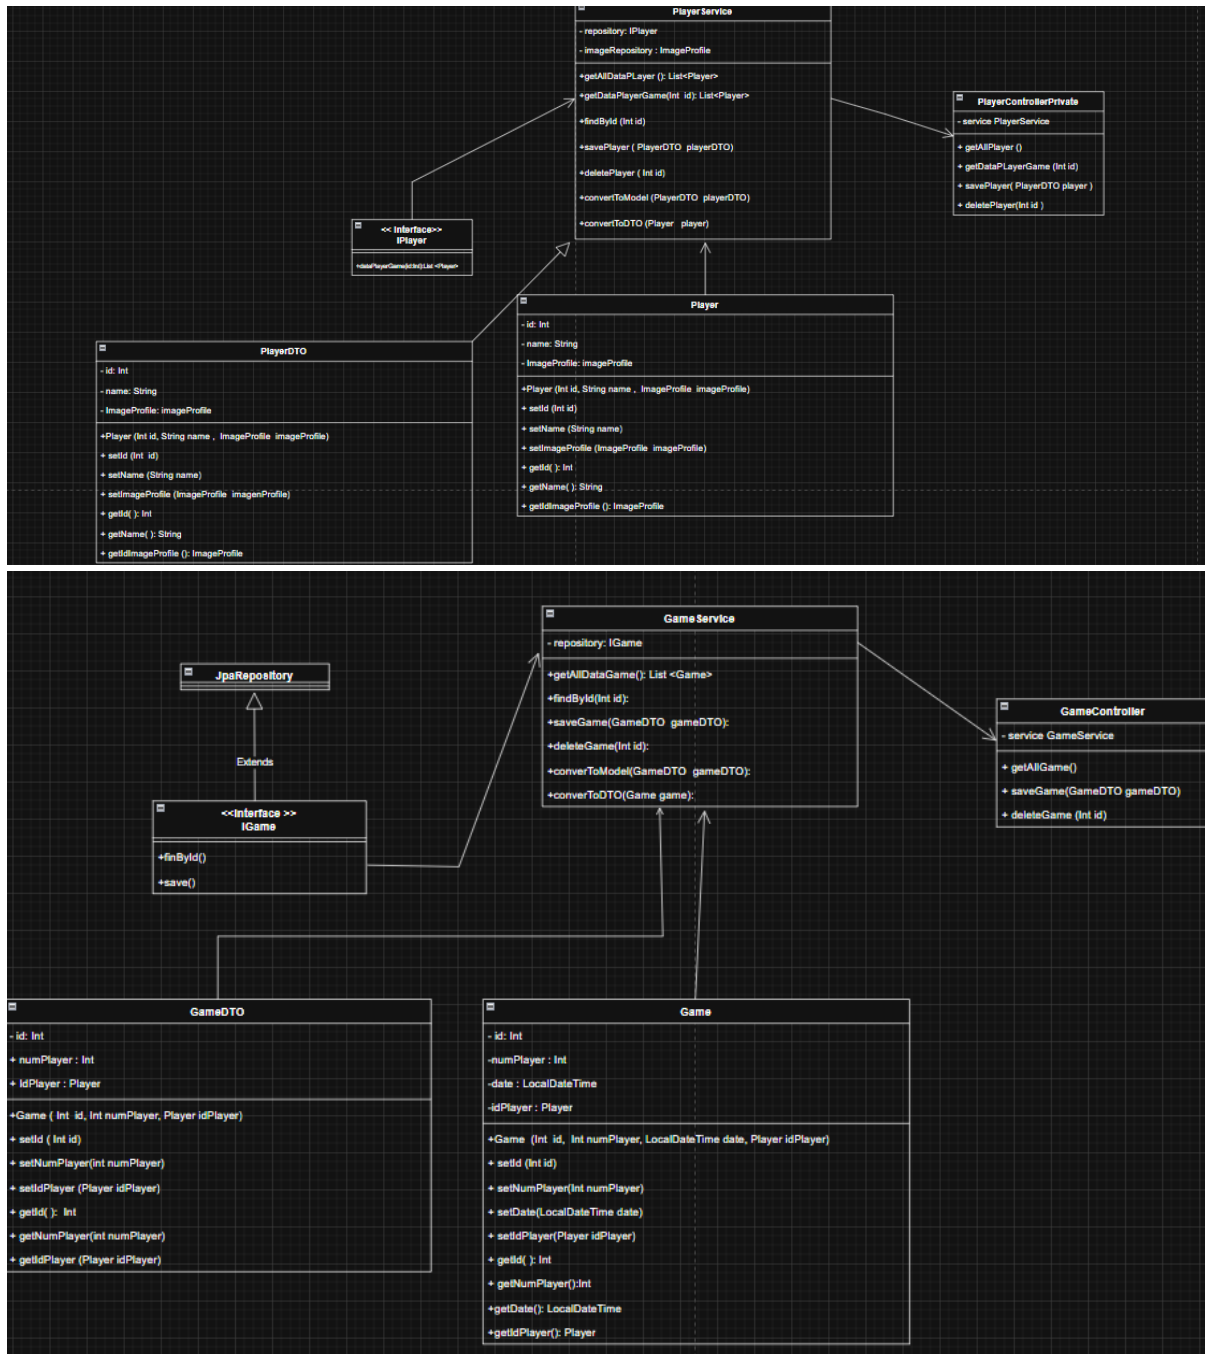 PlayerService
- repository: IPlayer
- imageRepository : ImageProfile
+getAllDataPLayer (): List<Player>
+getDataPlayerGame(Int id): List<Player>
+findById (Int id)
+savePlayer ( PlayerDTO playerDTO)
+deletePlayer ( Int id)
+convertToModel (PlayerDTO playerDTO)
+convertToDTO (Player player)
PlayerControllerPrivate
- service PlayerService
+ getAllPlayer ()
+ getDataPLayerGame (Int id)
+ savePlayer( PlayerDTO player )
+ deletePlayer(Int id )
<< Interface>>
IPlayer
+dataPlayerGame(id:Int):List <Player>
Player
- id: Int
- name: String
- ImageProfile: imageProfile
+Player (Int id, String name , ImageProfile imageProfile)
+ setId (Int id)
+ setName (String name)
+ setImageProfile (ImageProfile imageProfile)
+ getId( ): Int
+ getName( ): String
+ getIdImageProfile (): ImageProfile
PlayerDTO
- id: Int
- name: String
- ImageProfile: imageProfile
+Player (Int id, String name , ImageProfile imageProfile)
+ setId (Int id)
+ setName (String name)
+ setImageProfile (ImageProfile imagenProfile)
+ getId( ): Int
+ getName( ): String
+ getIdImageProfile (): ImageProfile
GameService
- repository: IGame
+getAllDataGame(): List <Game>
+findById(Int id):
+saveGame(GameDTO gameDTO):
+deleteGame(Int id):
+converToModel(GameDTO gameDTO):
+converToDTO(Game game):
JpaRepository
Extends
<<Interface >>
IGame
+finById()
+save()
GameController
- service GameService
+ getAllGame()
+ saveGame(GameDTO gameDTO)
+ deleteGame (Int id)
GameDTO
- id: Int
+ numPlayer : Int
+ IdPlayer : Player
+Game ( Int id, Int numPlayer, Player idPlayer)
+ setId ( Int id)
+ setNumPlayer(int numPlayer)
+ setIdPlayer (Player idPlayer)
+ getId( ): Int
+ getNumPlayer(int numPlayer)
+ getIdPlayer (Player idPlayer)
Game
- id: Int
-numPlayer : Int
-date : LocalDateTime
-idPlayer : Player
+Game (Int id, Int numPlayer, LocalDateTime date, Player idPlayer)
+ setId (Int id)
+ setNumPlayer(Int numPlayer)
+ setDate(LocalDateTime date)
+ setIdPlayer(Player idPlayer)
+ getId( ): Int
+ getNumPlayer():Int
+getDate(): LocalDateTime
+getIdPlayer(): Player